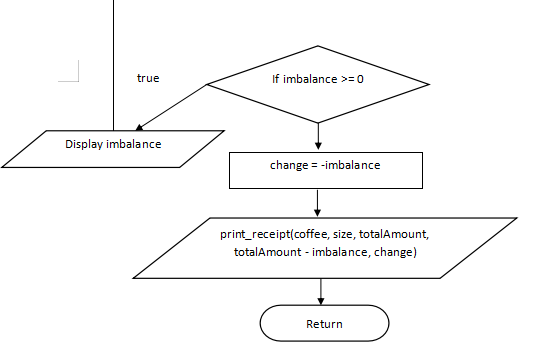 true
If imbalance >= 0
Display imbalance
change = -imbalance
print_receipt(coffee, size, totalAmount,
totalAmount - imbalance, change)
Return